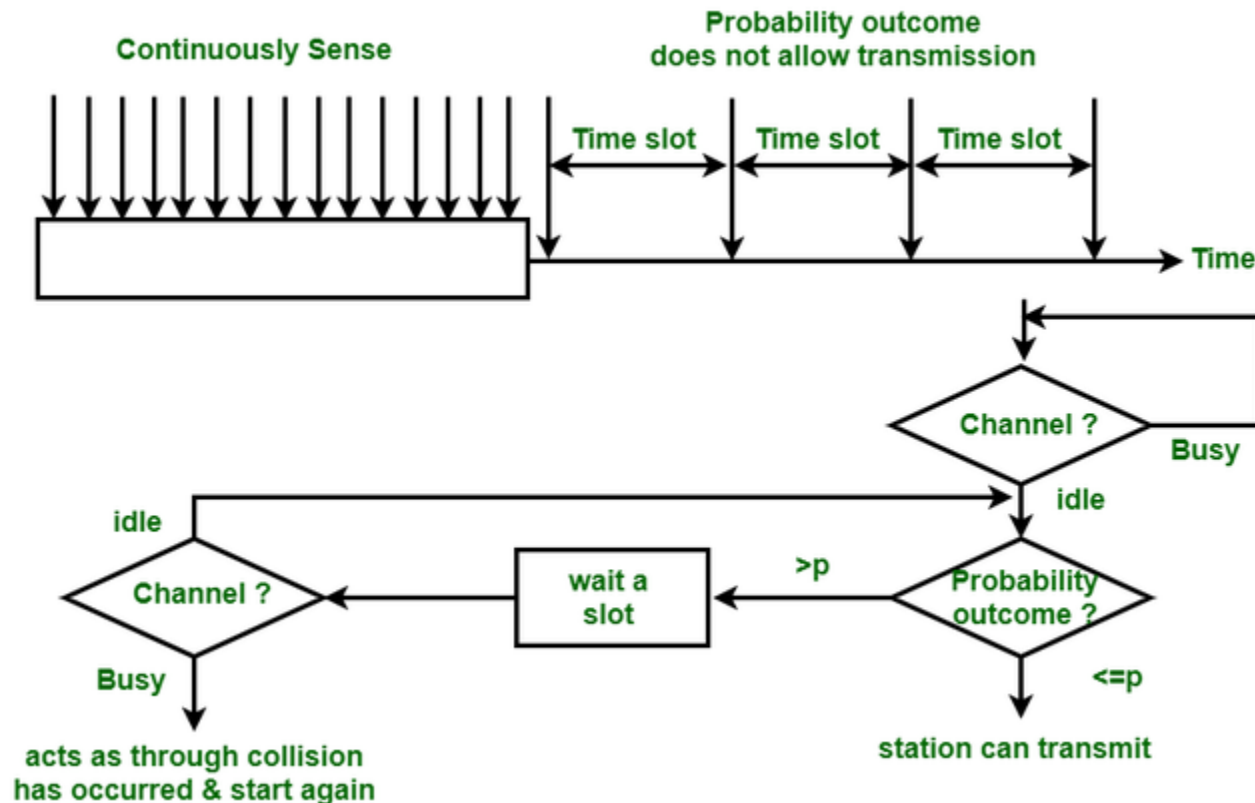 Continuously Sense
Probability outcome
does not allow transmission
Time slot
Time slot
Time slot
Time
Channel ?
Busy
idle
idle
Channel ?
wait a
slot
>p
Probability
outcome ?
Busy
<=p
acts as through collision
has occurred & start again
station can transmit